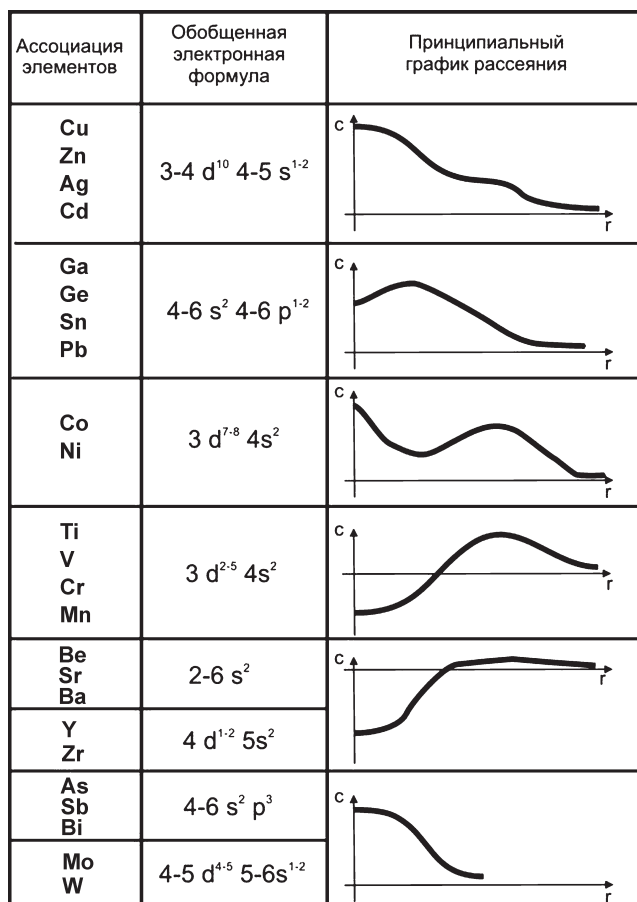 Ассоциация
элементов
Обобщенная
электронная
формула
Принципиальный
график рассеяния
Cu
Zn
Ag
Cd
3-4 d¹⁰ 4-5 s¹⁻²
c
r
Ga
Ge
Sn
Pb
4-6 s² 4-6 p¹⁻²
c
r
Co
Ni
3 d⁷⁻⁸ 4s²
c
r
Ti
V
Cr
Mn
3 d²⁻⁵ 4s²
c
r
Be
Sr
Ba
2-6 s²
c
r
Y
Zr
4 d¹⁻² 5s²
As
Sb
Bi
4-6 s² p³
c
r
Mo
W
4-5 d⁴⁻⁵ 5-6s¹⁻²